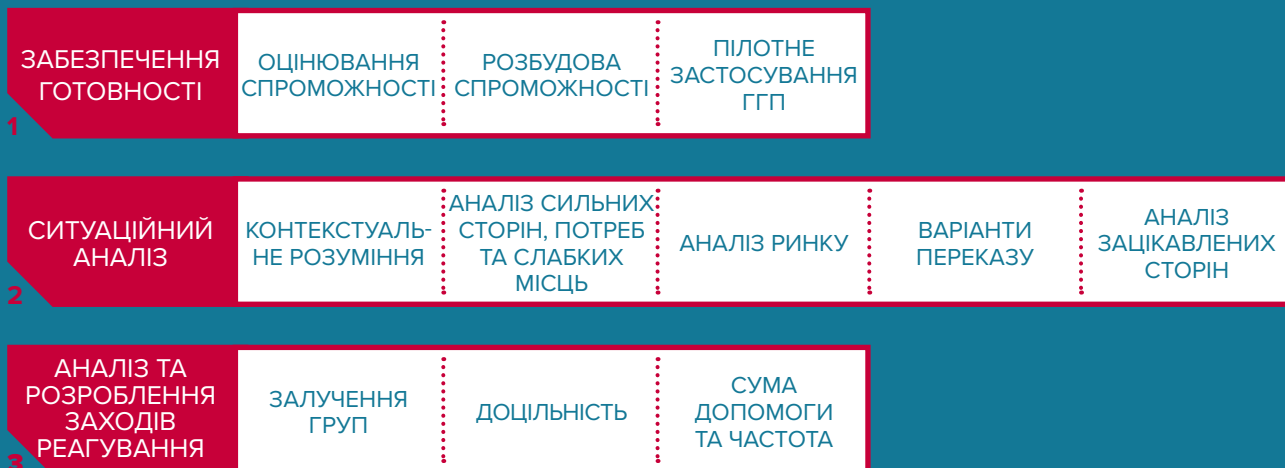 ЗАБЕЗПЕЧЕННЯ
ГОТОВНОСТІ
1
ОЦІНЮВАННЯ
СПРОМОЖНОСТІ
РОЗБУДОВА
СПРОМОЖНОСТІ
ПІЛОТНЕ
ЗАСТОСУВАННЯ
ГГП
СИТУАЦІЙНИЙ
АНАЛІЗ
2
КОНТЕКСТУАЛЬ-
НЕ РОЗУМІННЯ
АНАЛІЗ СИЛЬНИХ
СТОРІН, ПОТРЕБ
ТА СЛАБКИХ
МІСЦЬ
АНАЛІЗ РИНКУ
ВАРІАНТИ
ПЕРЕКАЗУ
АНАЛІЗ
ЗАЦІКАВЛЕНИХ
СТОРІН
АНАЛІЗ ТА
РОЗРОБЛЕННЯ
ЗАХОДІВ
РЕАГУВАННЯ
3
ЗАЛУЧЕННЯ
ГРУП
ДОЦІЛЬНІСТЬ
СУМА
ДОПОМОГИ
ТА ЧАСТОТА